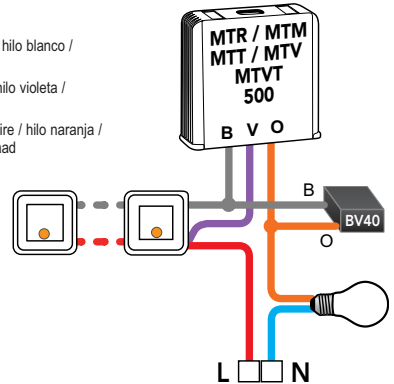 hilo blanco /
hilo violeta /
ire / hilo naranja /
nad
MTR / MTM
MTT / MTV
MTVT
500
B V O
B
BV40
O
L N